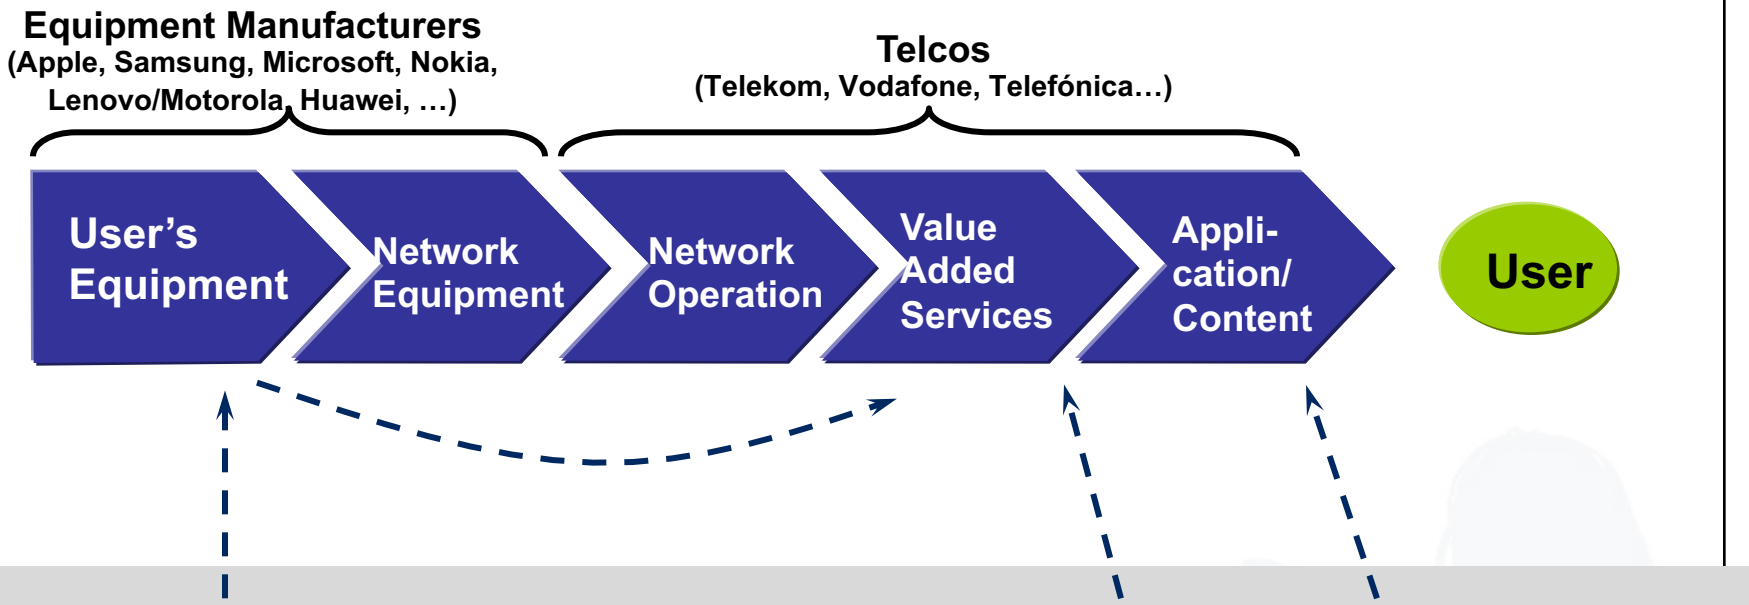 Equipment Manufacturers
(Apple, Samsung, Microsoft, Nokia,
Lenovo/Motorola, Huawei, …)
Telcos
(Telekom, Vodafone, Telefónica…)
User’s
Equipment
Network
Equipment
Network
Operation
Value
Added
Services
Appli-
cation/
Content
User